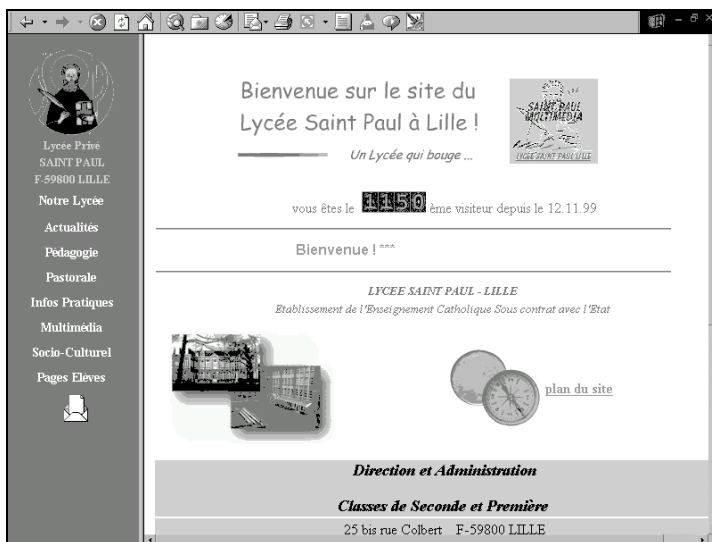 Lycée Privé
SAINT PAUL
F-59800 LILLE
Notre Lycée
Actualités
Pédagogie
Pastorale
Infos Pratiques
Multimédia
Socio-Culturel
Pages Elèves
Bienvenue sur le site du
Lycée Saint Paul à Lille !
Un Lycée qui bouge ...
SAINT PAUL
MULTIMEDIA
LYCEE SAINT PAUL LILLE
vous êtes le 1150 ème visiteur depuis le 12.11.99
Bienvenue ! ***
LYCEE SAINT PAUL - LILLE
Etablissement de l'Enseignement Catholique Sous contrat avec l'Etat
plan du site
Direction et Administration
Classes de Seconde et Première
25 bis rue Colbert F-59800 LILLE